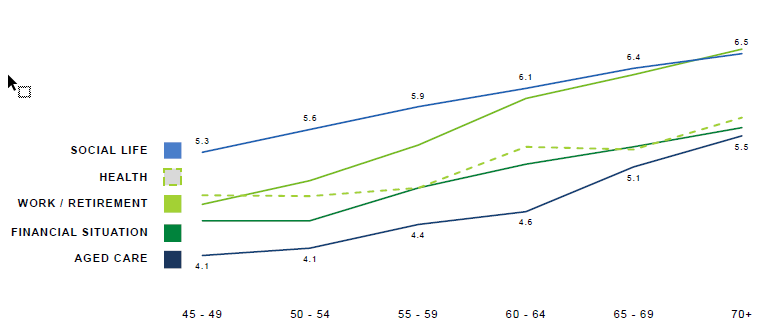 6.5
6.4
6.1
5.9
5.6
5.3
SOCIAL LIFE
HEALTH
WORK / RETIREMENT
FINANCIAL SITUATION
AGED CARE
5.5
5.1
4.6
4.4
4.1
4.1
45 - 49
50 - 54
55 - 59
60 - 64
65 - 69
70+